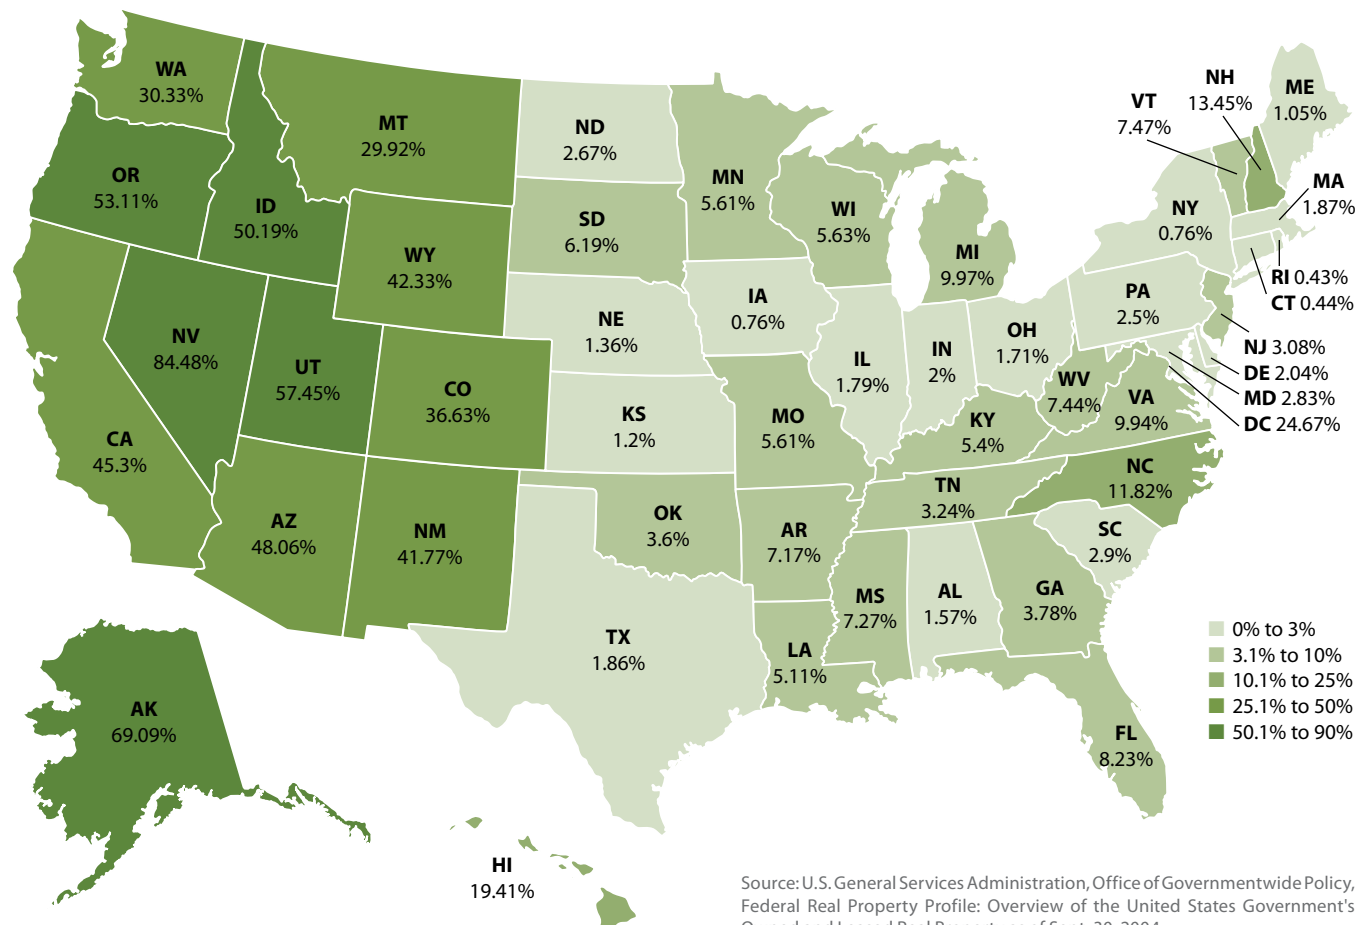 WA
30.33%
MT
29.92%
ND
2.67%
MN
5.61%
VT
7.47%
NH
13.45%
ME
1.05%
OR
53.11%
ID
50.19%
SD
6.19%
WI
5.63%
MI
9.97%
NY
0.76%
MA
1.87%
WY
42.33%
RI 0.43%
CT 0.44%
NV
84.48%
UT
57.45%
NE
1.36%
IA
0.76%
IL
1.79%
IN
2%
OH
1.71%
PA
2.5%
NJ 3.08%
DE 2.04%
MD 2.83%
DC 24.67%
CO
36.63%
KS
1.2%
MO
5.61%
KY
5.4%
WV
7.44%
VA
9.94%
CA
45.3%
AZ
48.06%
NM
41.77%
OK
3.6%
AR
7.17%
TN
3.24%
NC
11.82%
SC
2.9%
TX
1.86%
LA
5.11%
MS
7.27%
AL
1.57%
GA
3.78%
FL
8.23%
AK
69.09%
HI
19.41%
0% to 3%
3.1% to 10%
10.1% to 25%
25.1% to 50%
50.1% to 90%
Source: U.S. General Services Administration, Office of Governmentwide Policy,
Federal Real Property Profile: Overview of the United States Government's